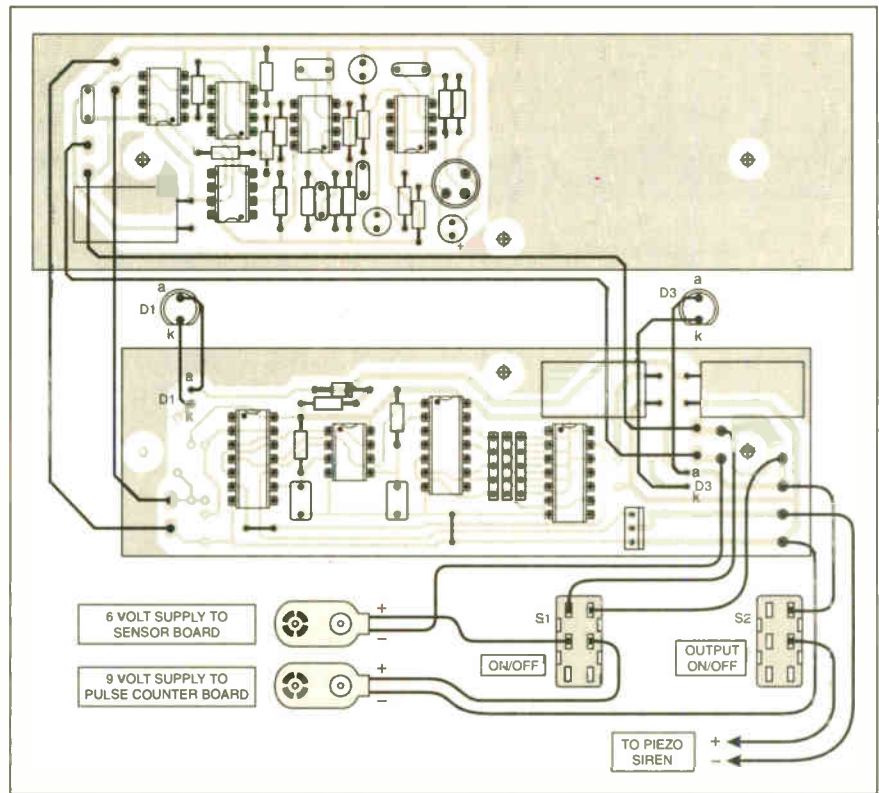 +
a
D1
k
a
D3
k
a
D1
k
a
D3
k
6 VOLT SUPPLY TO
SENSOR BOARD
+
−
S1
S2
ON/OFF
OUTPUT
ON/OFF
9 VOLT SUPPLY TO
PULSE COUNTER BOARD
+
−
TO PIEZO
SIREN
+
−